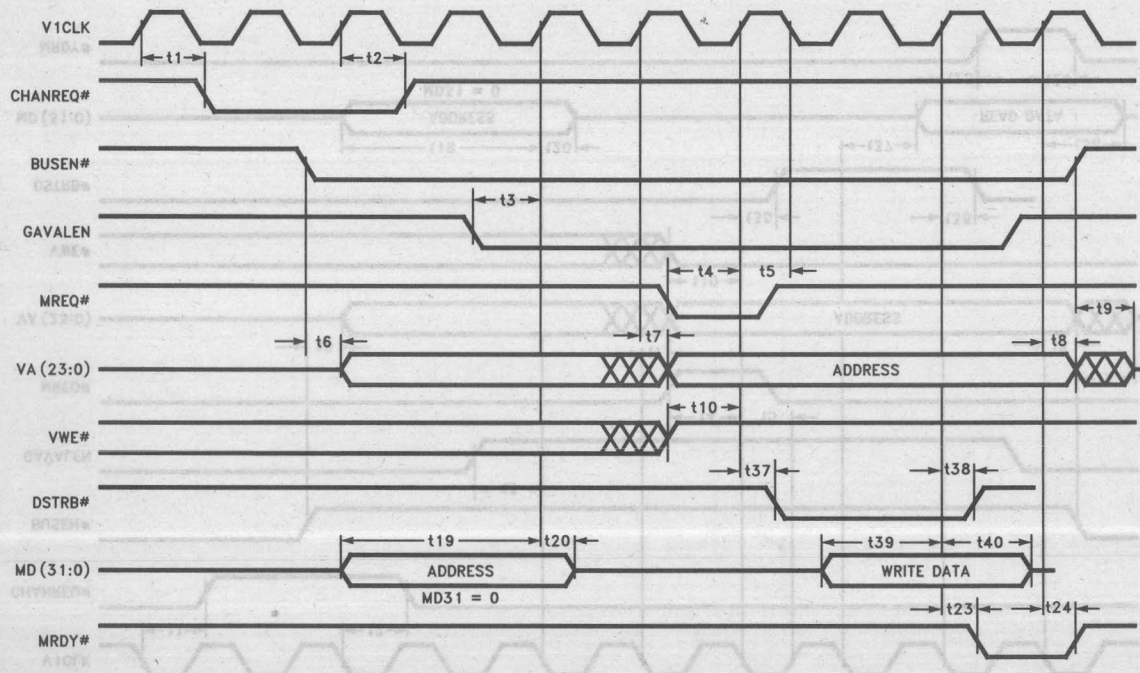 V1CLK
t1
t2
CHANREQ#
BUSEN#
t3
GAVALEN
t4
t5
MREQ#
t9
t6
t7
t8
VA (23:0)
ADDRESS
t10
VWE#
t37
t38
DSTRB#
t19
t20
t39
t40
MD (31:0)
ADDRESS
WRITE DATA
MD31 = 0
t23
t24
MRDY#